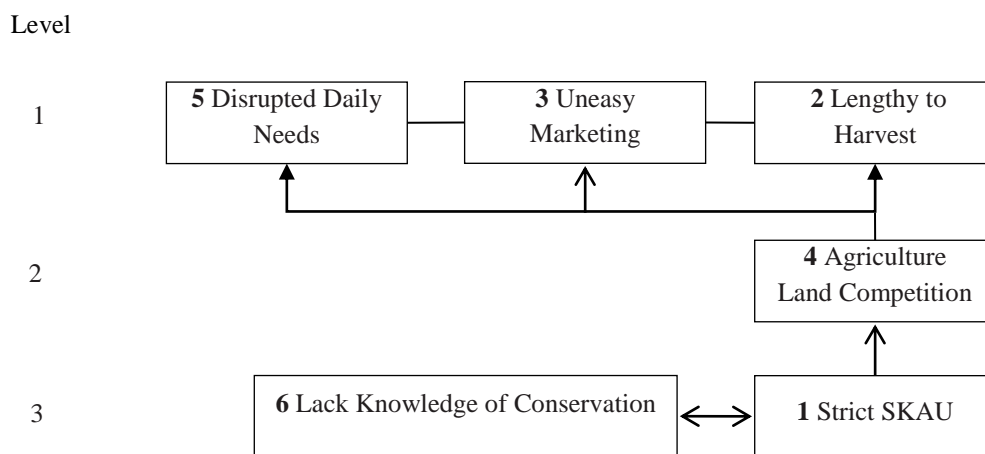 Level
1
5 Disrupted Daily
Needs
3 Uneasy
Marketing
2 Lengthy to
Harvest
2
4 Agriculture
Land Competition
3
6 Lack Knowledge of Conservation
1 Strict SKAU